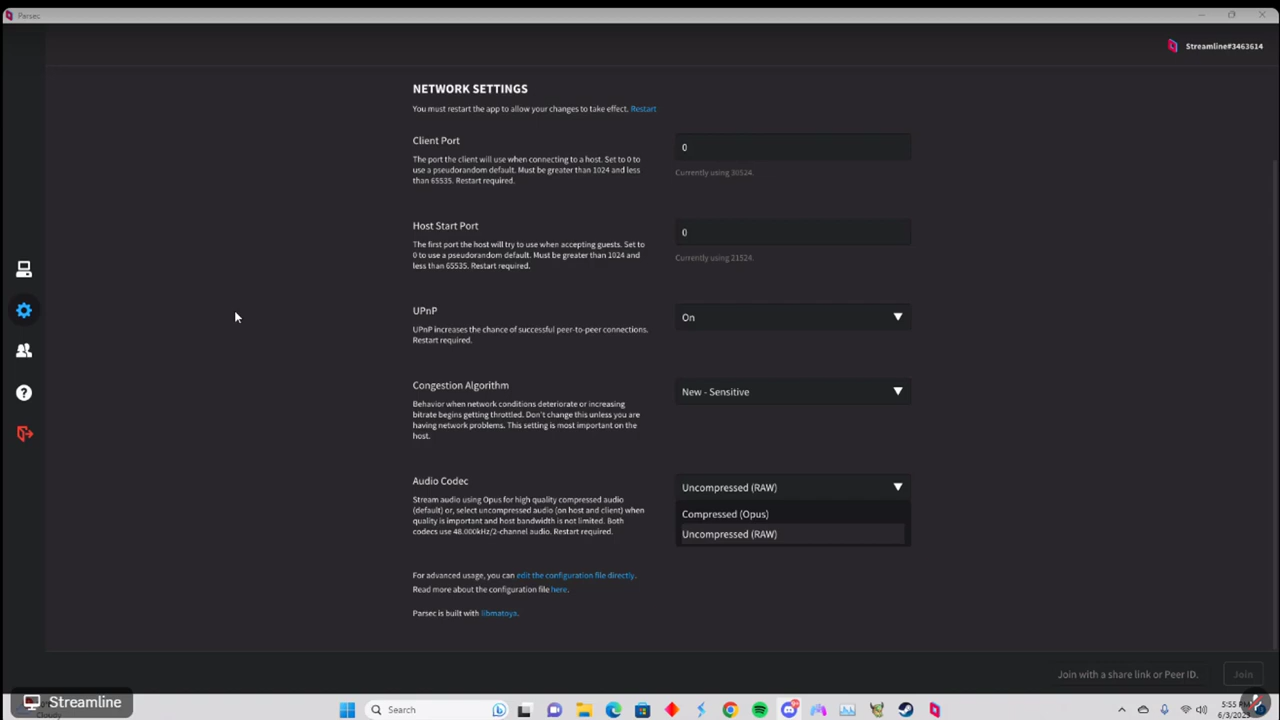 Parsec
Streamline#3463614
NETWORK SETTINGS
You must restart the app to allow your changes to take effect. Restart
Client Port
0
The port the client will use when connecting to a host. Set to 0 to
use a pseudorandom default. Must be greater than 1024 and less
than 65535. Restart required.
Currently using 30524.
Host Start Port
0
The first port the host will try to use when accepting guests. Set to
0 to use a pseudorandom default. Must be greater than 1024 and
less than 65535. Restart required.
Currently using 21524.
UPnP
On
UPnP increases the chance of successful peer-to-peer connections.
Restart required.
Congestion Algorithm
New - Sensitive
Behavior when network conditions deteriorate or increasing
bitrate begins getting throttled. Don't change this unless you are
having network problems. This setting is most important on the
host.
Audio Codec
Uncompressed (RAW)
Stream audio using Opus for high quality compressed audio
(default) or, select uncompressed audio (on host and client) when
quality is important and host bandwidth is not limited. Both
codecs use 48.000kHz/2-channel audio. Restart required.
Compressed (Opus)
Uncompressed (RAW)
For advanced usage, you can edit the configuration file directly.
Read more about the configuration file here.
Parsec is built with libmatoya.
Join with a share link or Peer ID.
Join
Streamline
Cloudy
Search
5:55 PM